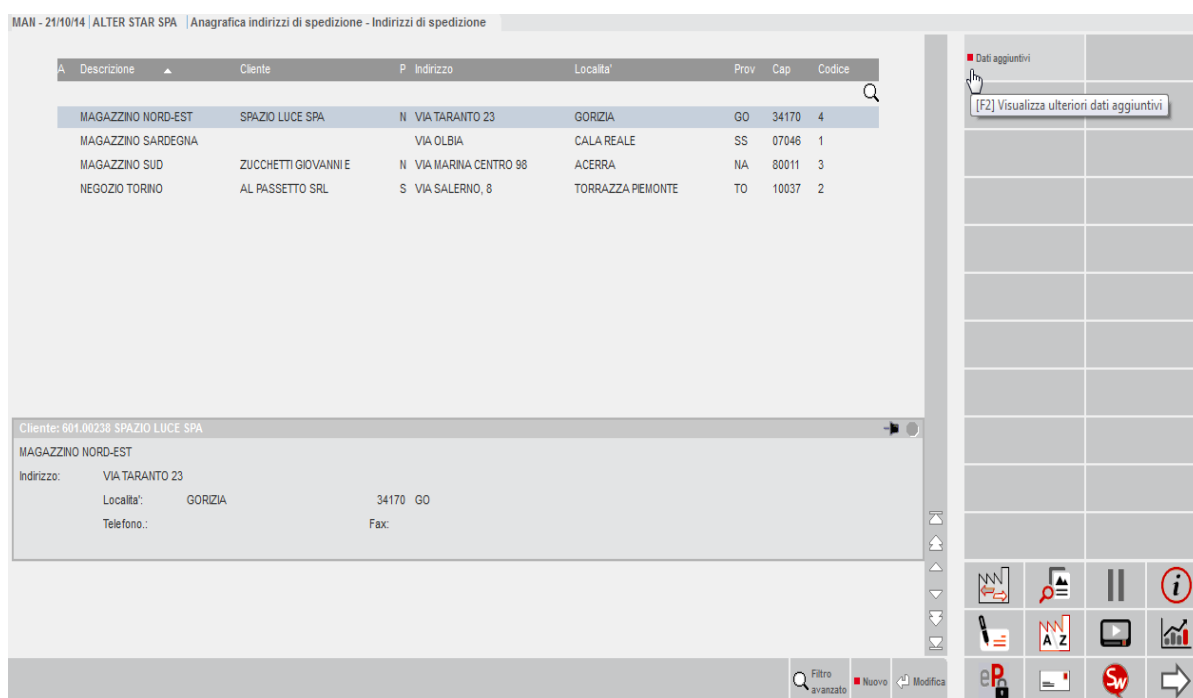 MAN - 21/10/14 ALTER STAR SPA Anagrafica indirizzi di spedizione - Indirizzi di spedizione
Dati aggiuntivi
[F2] Visualizza ulteriori dati aggiuntivi
A Descrizione Cliente P Indirizzo Localita' Prov Cap Codice
MAGAZZINO NORD-EST SPAZIO LUCE SPA N VIA TARANTO 23 GORIZIA GO 34170 4
MAGAZZINO SARDEGNA VIA OLBIA CALA REALE SS 07046 1
MAGAZZINO SUD ZUCCHETTI GIOVANNI E N VIA MARINA CENTRO 98 ACERRA NA 80011 3
NEGOZIO TORINO AL PASSETTO SRL S VIA SALERNO, 8 TORRAZZA PIEMONTE TO 10037 2
Cliente: 601.00238 SPAZIO LUCE SPA
MAGAZZINO NORD-EST
Indirizzo: VIA TARANTO 23
Localita': GORIZIA 34170 GO
Telefono.: Fax:
i
A Z
eP
Sw
Filtro
avanzato
Nuovo
Modifica